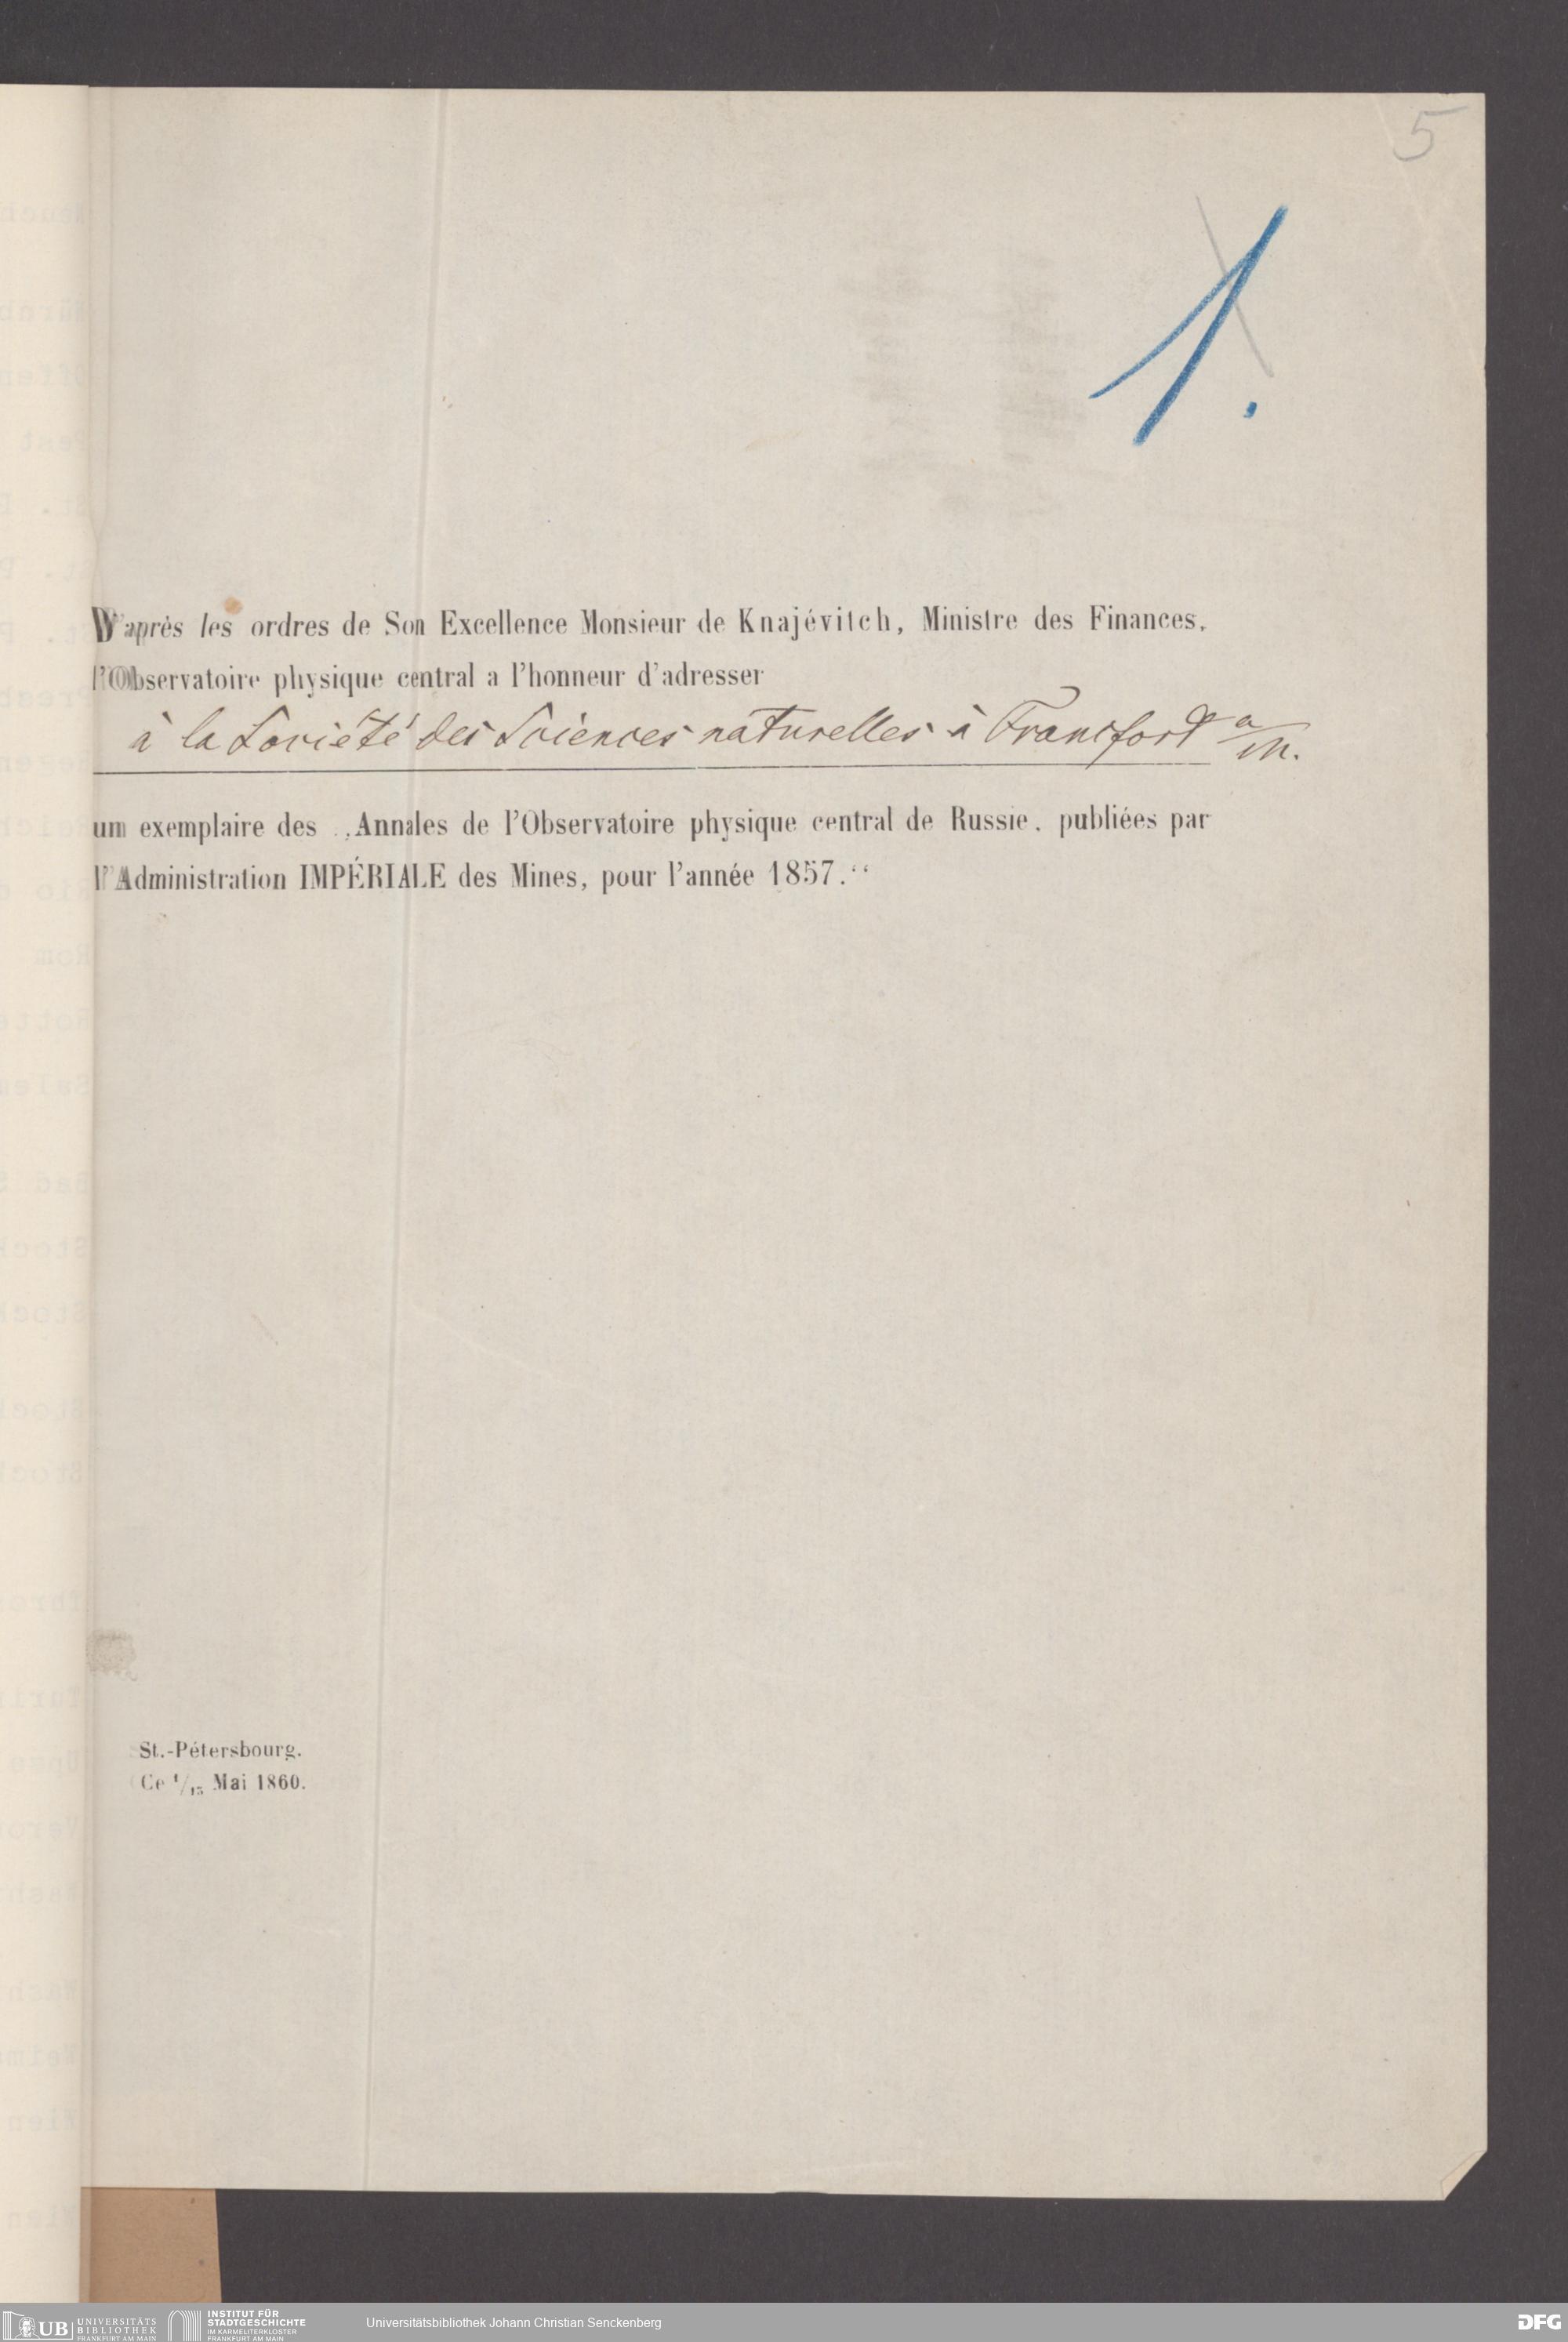 5
1.
D'après les ordres de Son Excellence Monsieur de Knajévitch, Ministre des Finances,
l'Observatoire physique central a l'honneur d'adresser
à la Société des Sciences naturelles à Francfort a/m.
un exemplaire des „Annales de l'Observatoire physique central de Russie, publiées par
l'Administration IMPÉRIALE des Mines, pour l'année 1857.“
St.-Pétersbourg.
Ce 1/13 Mai 1860.
UB UNIVERSITÄTS
BIBLIOTHEK
FRANKFURT AM MAIN
INSTITUT FÜR
STADTGESCHICHTE
IM KARMELITERKLOSTER
FRANKFURT AM MAIN
Universitätsbibliothek Johann Christian Senckenberg
DFG